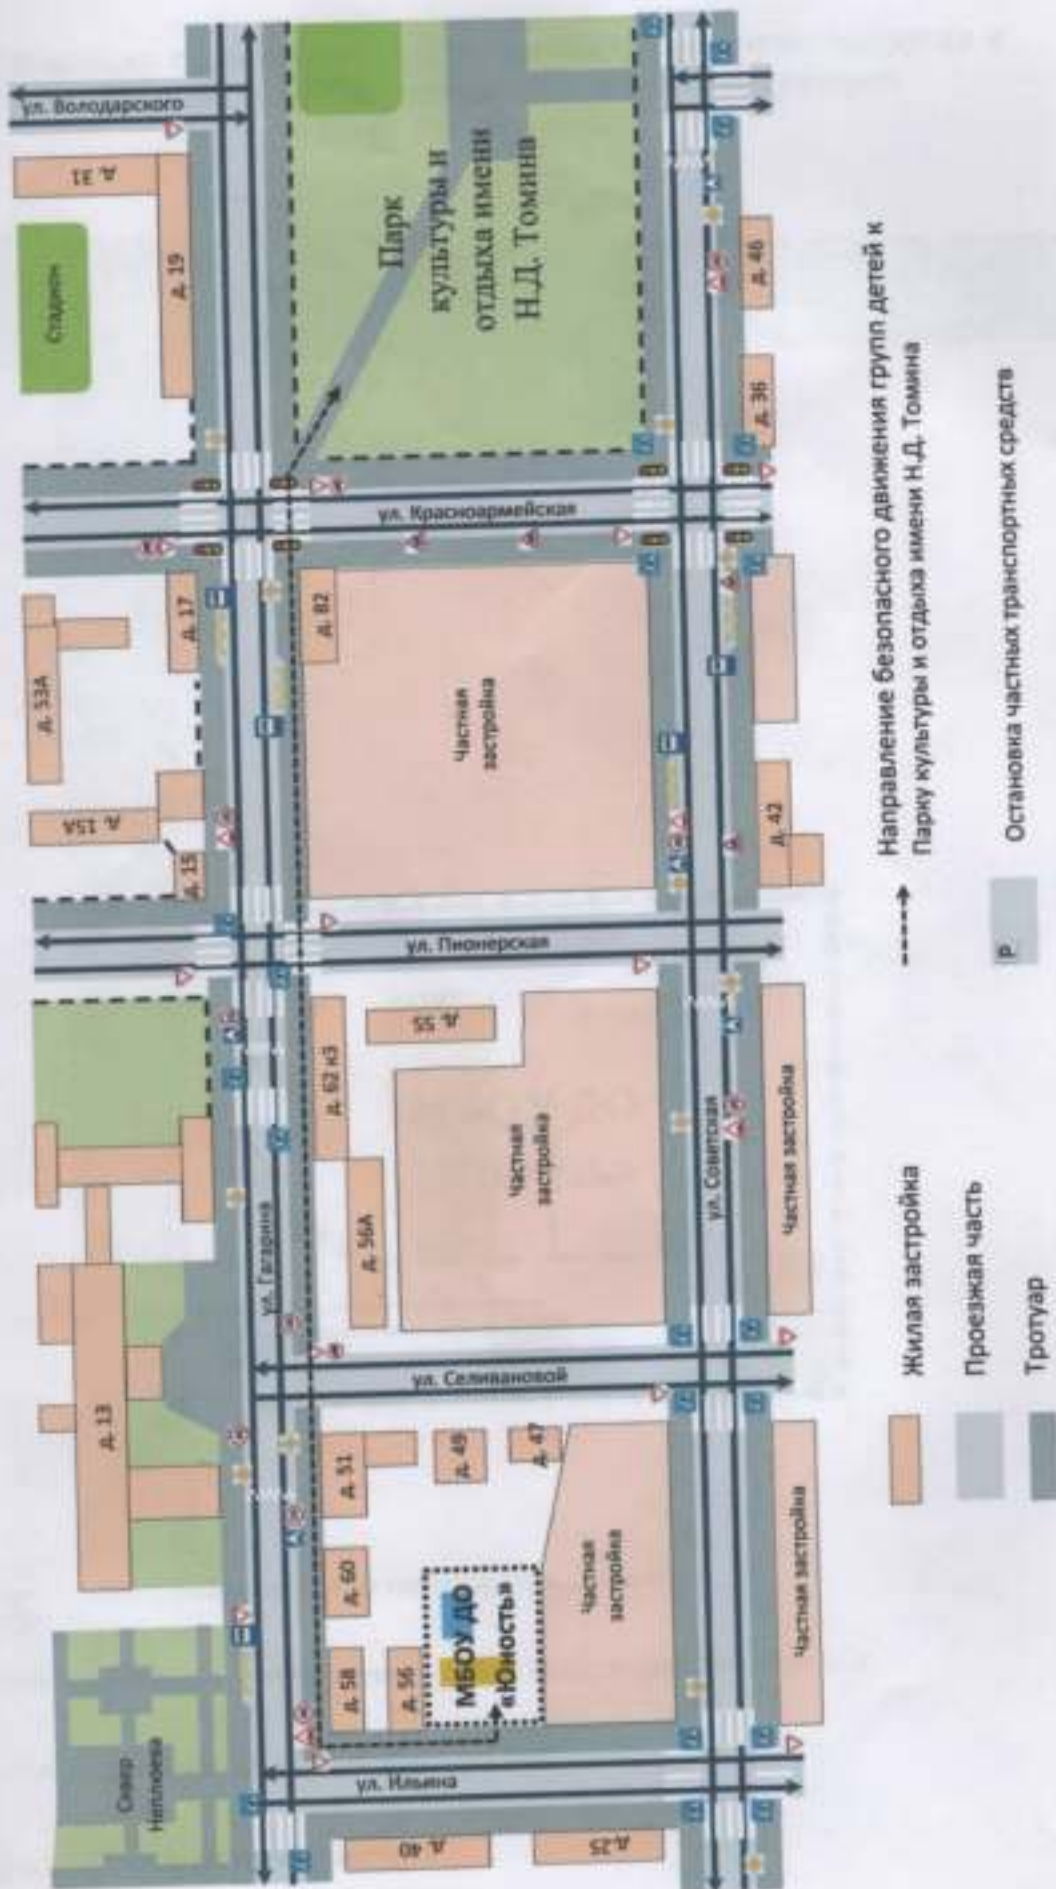 ул. Володарского
д. 31
Стадион
д. 19
Парк
культуры и
отдыха имени
Н.Д. Томина
д. 46
д. 36
ул. Красноармейская
д. 53А
д. 17
д. 15А
д. 15
д. 82
Частная
застройка
д. 42
ул. Пионерская
д. 62 к3
д. 55
д. 56А
Частная
застройка
ул. Гагарина
ул. Советская
Частная застройка
ул. Селивановой
д. 13
д. 51
д. 49
д. 47
д. 60
д. 58
д. 56
МБОУ ДО
«Юность»
Частная
застройка
Частная застройка
Сквер
Неплюева
ул. Ильина
д. 40
д. 25
Жилая застройка
Проезжая часть
Тротуар
Направление безопасного движения групп детей к
Парку культуры и отдыха имени Н.Д. Томина
Р
Остановка частных транспортных средств